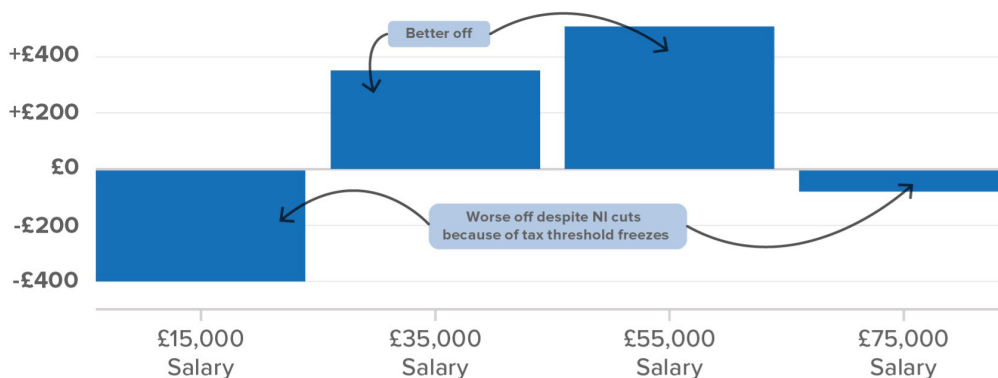 +£400
+£200
£0
-£200
-£400
Better off
Worse off despite NI cuts
because of tax threshold freezes
£15,000
Salary
£35,000
Salary
£55,000
Salary
£75,000
Salary